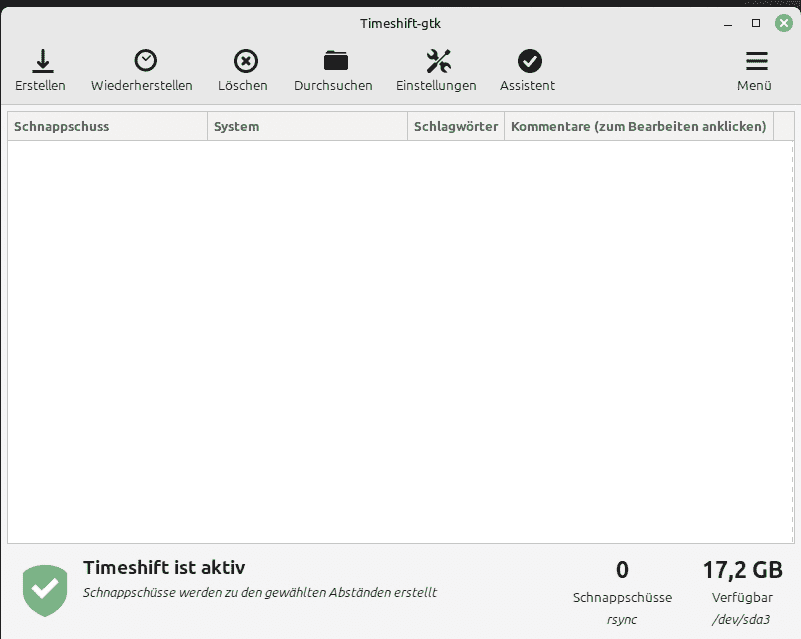 Timeshift-gtk
Erstellen Wiederherstellen Löschen Durchsuchen Einstellungen Assistent Menü
Schnappschuss System Schlagwörter Kommentare (zum Bearbeiten anklicken)
Timeshift ist aktiv
Schnappschüsse werden zu den gewählten Abständen erstellt
0
Schnappschüsse
rsync
17,2 GB
Verfügbar
/dev/sda3